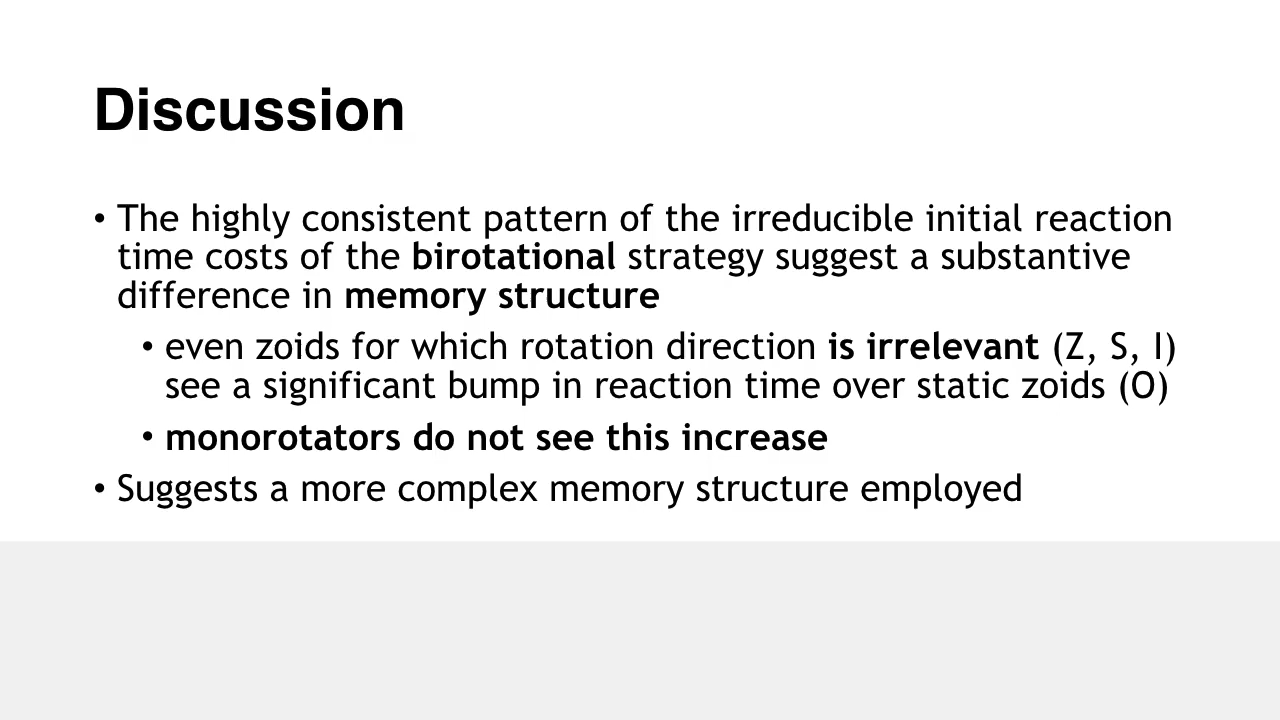 Discussion
• The highly consistent pattern of the irreducible initial reaction
time costs of the birotational strategy suggest a substantive
difference in memory structure
• even zoids for which rotation direction is irrelevant (Z, S, I)
see a significant bump in reaction time over static zoids (O)
• monorotators do not see this increase
• Suggests a more complex memory structure employed